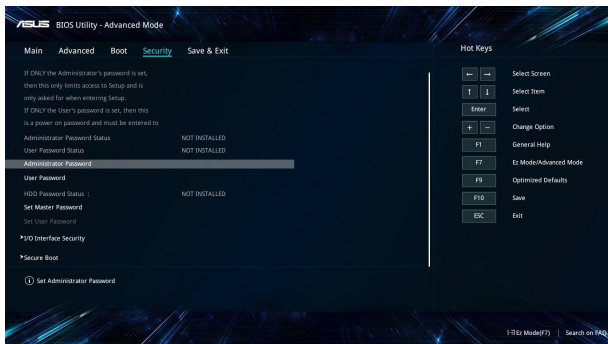 ASUS BIOS Utility - Advanced Mode
Main Advanced Boot Security Save & Exit
If ONLY the Administrator's password is set,
then this only limits access to Setup and is
only asked for when entering Setup.
If ONLY the User's password is set, then this
is a power on password and must be entered to
Administrator Password Status NOT INSTALLED
User Password Status NOT INSTALLED
Administrator Password
User Password
HDD Password Status : NOT INSTALLED
Set Master Password
Set User Password
>I/O Interface Security
>Secure Boot
i Set Administrator Password
Hot Keys
← → Select Screen
↑ ↓ Select Item
Enter Select
+ − Change Option
F1 General Help
F7 Ez Mode/Advanced Mode
F9 Optimized Defaults
F10 Save
ESC Exit
Ez Mode(F7) | Search on FAQ